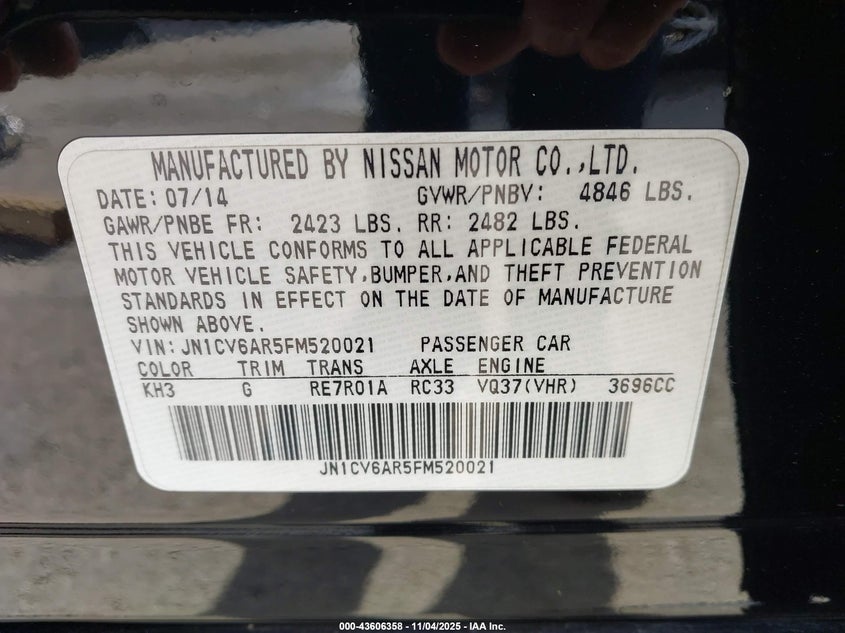 MANUFACTURED BY NISSAN MOTOR CO.,LTD.
DATE: 07/14 GVWR/PNBV: 4846 LBS.
GAWR/PNBE FR: 2423 LBS. RR: 2482 LBS.
THIS VEHICLE CONFORMS TO ALL APPLICABLE FEDERAL
MOTOR VEHICLE SAFETY,BUMPER,AND THEFT PREVENTION
STANDARDS IN EFFECT ON THE DATE OF MANUFACTURE
SHOWN ABOVE.
VIN:JN1CV6AR5FM520021 PASSENGER CAR
COLOR TRIM TRANS AXLE ENGINE
KH3 G RE7R01A RC33 VQ37(VHR) 3696CC
JN1CV6AR5FM520021
000-43606358 - 11/04/2025 - IAA Inc.